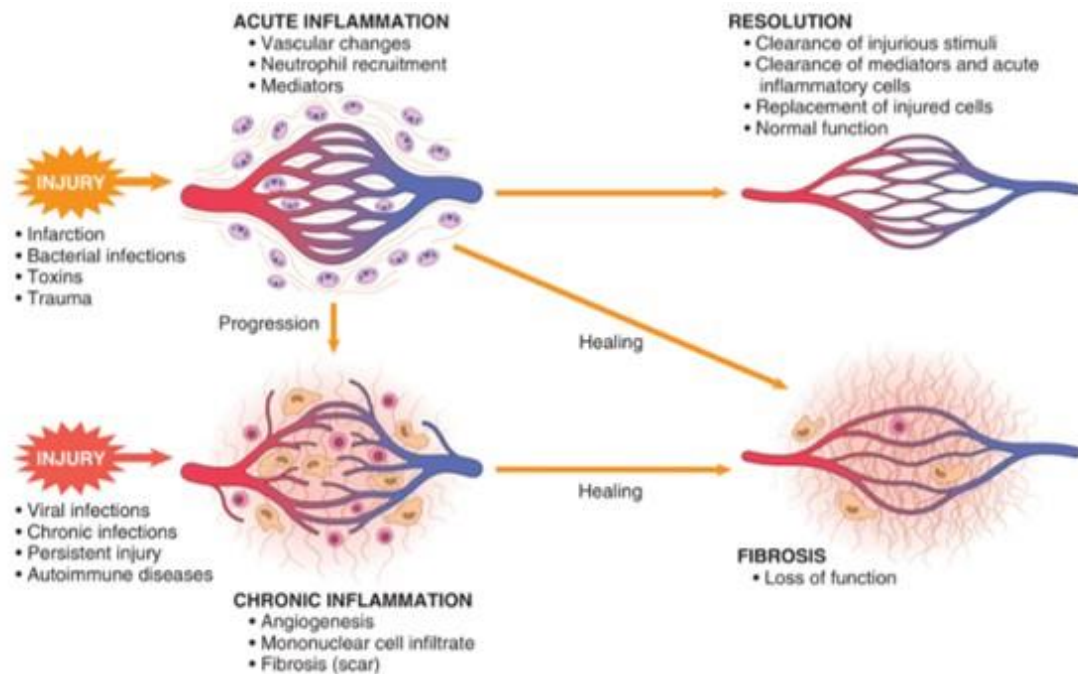 ACUTE INFLAMMATION
• Vascular changes
• Neutrophil recruitment
• Mediators
RESOLUTION
• Clearance of injurious stimuli
• Clearance of mediators and acute
inflammatory cells
• Replacement of injured cells
• Normal function
INJURY
• Infarction
• Bacterial infections
• Toxins
• Trauma
Progression
Healing
INJURY
• Viral infections
• Chronic infections
• Persistent injury
• Autoimmune diseases
Healing
CHRONIC INFLAMMATION
• Angiogenesis
• Mononuclear cell infiltrate
• Fibrosis (scar)
FIBROSIS
• Loss of function